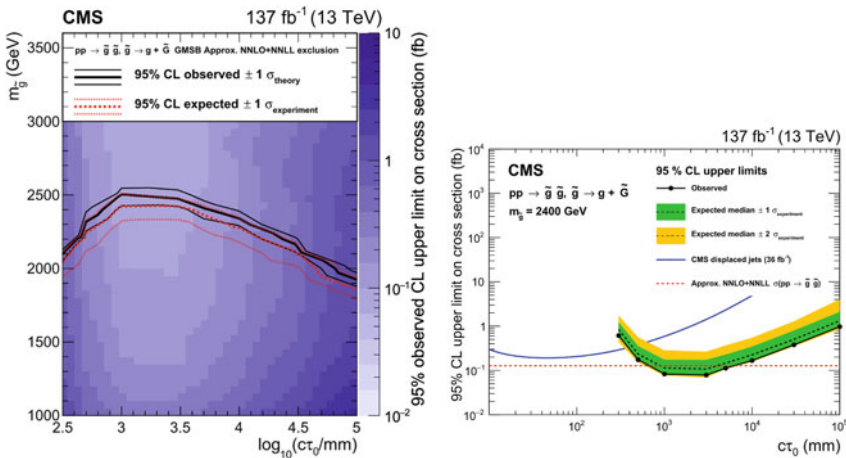 CMS 137 fb⁻¹ (13 TeV)
pp → g̃ g̃, g̃ → g + G̃ GMSB Approx. NNLO+NNLL exclusion
95% CL observed ± 1 σ_theory
95% CL expected ± 1 σ_experiment
m_g̃ (GeV)
3500
3000
2500
2000
1500
1000
2.5 3 3.5 4 4.5 5
log₁₀(cτ₀/mm)
10
1
10⁻¹
10⁻²
95% observed CL upper limit on cross section (fb)
137 fb⁻¹ (13 TeV)
CMS
pp → g̃ g̃, g̃ → g + G̃
m_g̃ = 2400 GeV
95 % CL upper limits
Observed
Expected median ± 1 σ_experiment
Expected median ± 2 σ_experiment
CMS displaced jets (36 fb⁻¹)
Approx. NNLO+NNLL σ(pp → g̃ g̃)
95% CL upper limit on cross section (fb)
10⁴
10³
10²
10
1
10⁻¹
10⁻²
10² 10³ 10⁴ 10⁵
cτ₀ (mm)